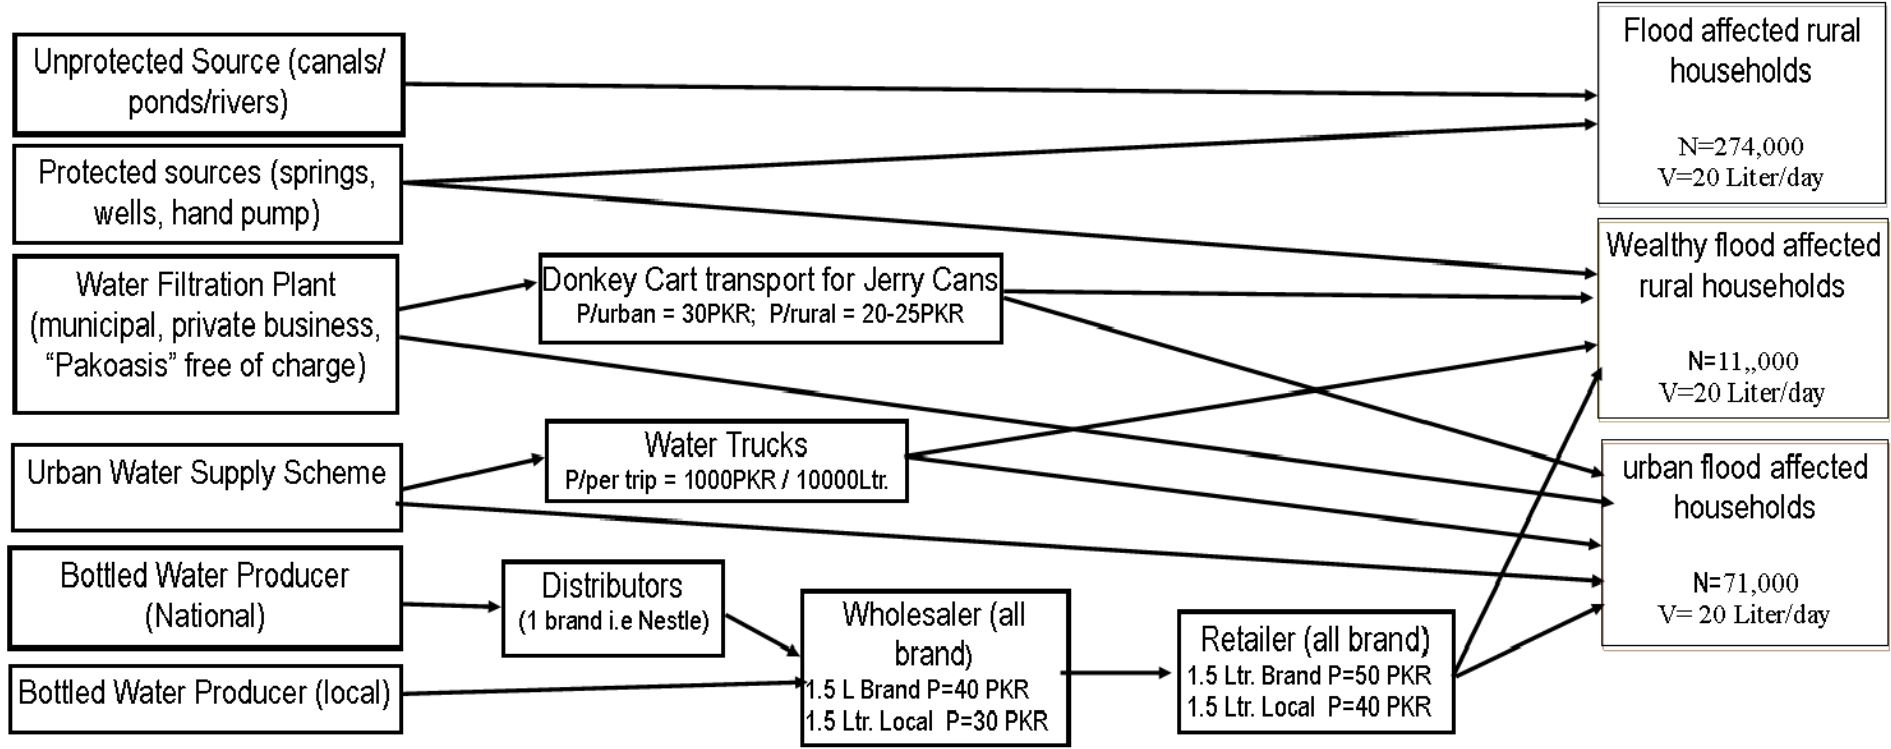 Unprotected Source (canals/
ponds/rivers)
Protected sources (springs,
wells, hand pump)
Water Filtration Plant
(municipal, private business,
“Pakoasis” free of charge)
Urban Water Supply Scheme
Bottled Water Producer
(National)
Bottled Water Producer (local)
Donkey Cart transport for Jerry Cans
P/urban = 30PKR;  P/rural = 20-25PKR
Water Trucks
P/per trip = 1000PKR / 10000Ltr.
Distributors
(1 brand i.e Nestle)
Wholesaler (all
brand)
1.5 L Brand P=40 PKR
1.5 Ltr. Local  P=30 PKR
Retailer (all brand)
1.5 Ltr. Brand P=50 PKR
1.5 Ltr. Local  P=40 PKR
Flood affected rural
households
N=274,000
V=20 Liter/day
Wealthy flood affected
rural households
N=11,,000
V=20 Liter/day
urban flood affected
households
N=71,000
V= 20 Liter/day